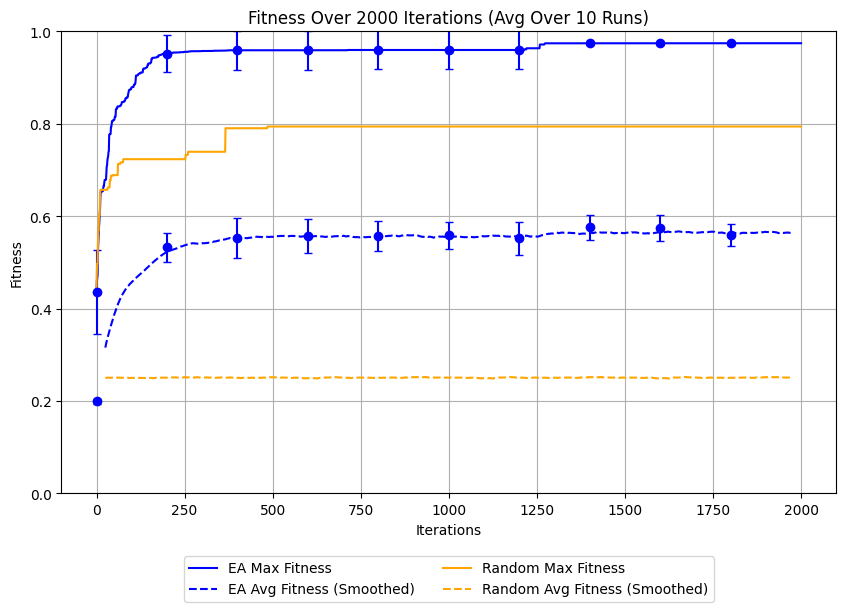 Fitness Over 2000 Iterations (Avg Over 10 Runs)
1.0
0.8
0.6
0.4
0.2
0.0
Fitness
0 250 500 750 1000 1250 1500 1750 2000
Iterations
EA Max Fitness
EA Avg Fitness (Smoothed)
Random Max Fitness
Random Avg Fitness (Smoothed)